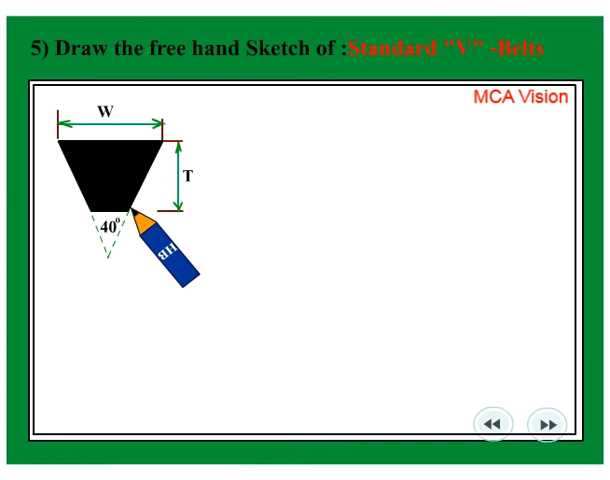 5) Draw the free hand Sketch of :Standard "V" -Belts
MCA Vision
W
T
40°
HB